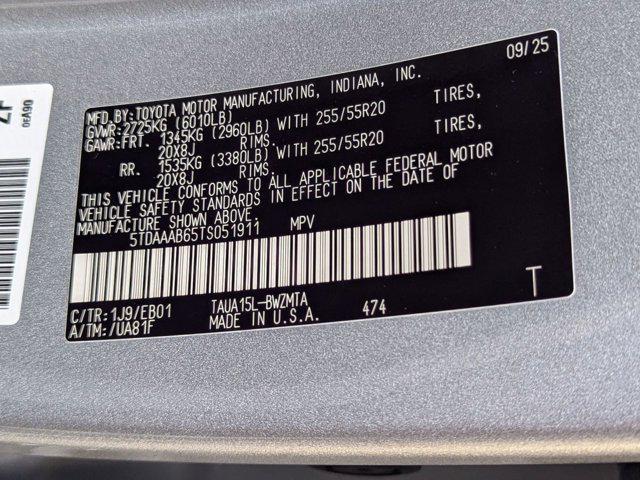 09/25
MFD.BY:TOYOTA MOTOR MANUFACTURING, INDIANA, INC.
GVWR:2725KG (6010LB)
GAWR:FRT. 1345KG (2960LB) WITH 255/55R20 TIRES,
20X8J RIMS.
RR. 1535KG (3380LB) WITH 255/55R20 TIRES,
20X8J RIMS.
THIS VEHICLE CONFORMS TO ALL APPLICABLE FEDERAL MOTOR
VEHICLE SAFETY STANDARDS IN EFFECT ON THE DATE OF
MANUFACTURE SHOWN ABOVE.
5TDAAAB65TS051911 MPV
C/TR:1J9/EB01 TAUA15L-BWZMTA 474 T
A/TM:/UA81F MADE IN U.S.A.